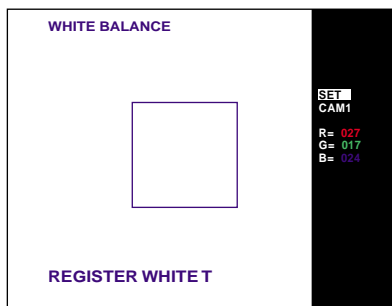 WHITE BALANCE
SET
CAM1
R= 027
G= 017
B= 024
REGISTER WHITE T